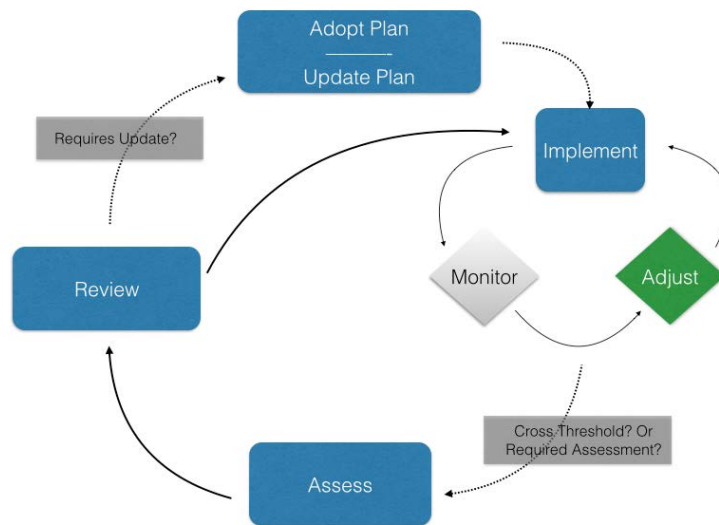 Adopt Plan
Update Plan
Requires Update?
Implement
Review
Monitor
Adjust
Cross Threshold? Or
Required Assessment?
Assess